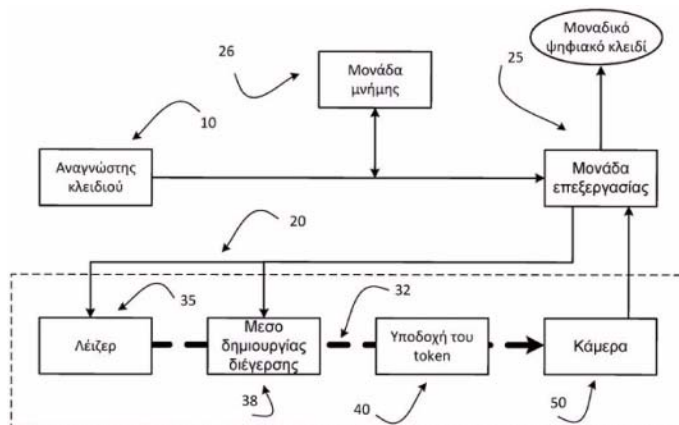 Μοναδικό
ψηφιακό κλειδί
26
Μονάδα
μνήμης
25
10
Αναγνώστης
κλειδιού
Μονάδα
επεξεργασίας
20
35
32
Λέιζερ
Μεσο
δημιουργίας
διέγερσης
Υποδοχή του
token
Κάμερα
38
40
50